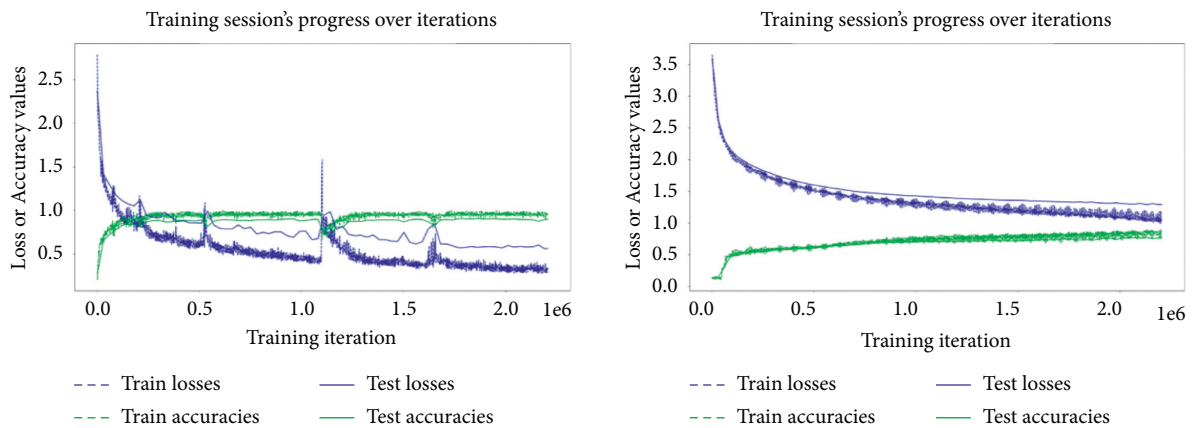 Training session's progress over iterations
Loss or Accuracy values
2.5
2.0
1.5
1.0
0.5
0.0 0.5 1.0 1.5 2.0
1e6
Training iteration
Train losses Test losses
Train accuracies Test accuracies
Training session's progress over iterations
Loss or Accuracy values
3.5
3.0
2.5
2.0
1.5
1.0
0.5
0.0
0.0 0.5 1.0 1.5 2.0
1e6
Training iteration
Train losses Test losses
Train accuracies Test accuracies